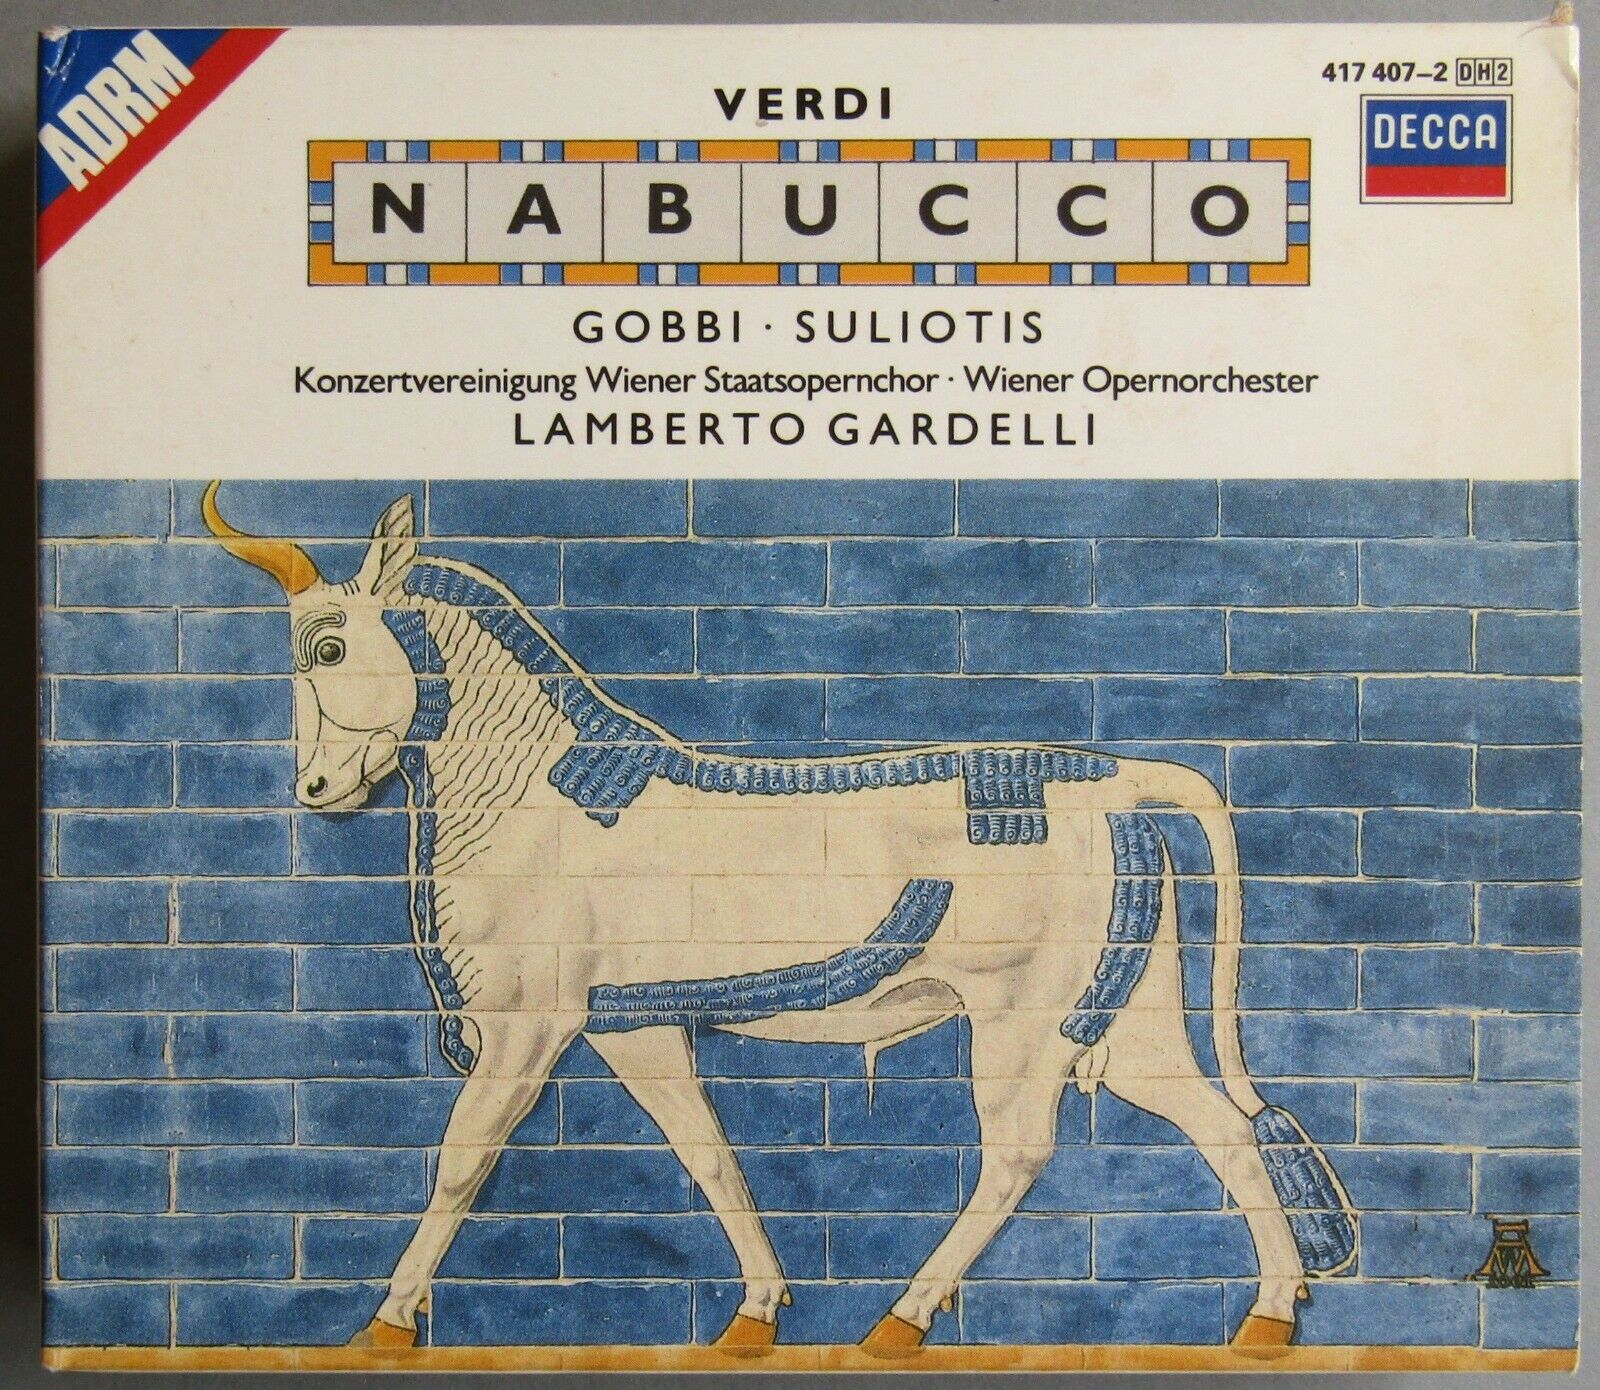 ADRM
417 407–2 DH2
DECCA
VERDI
NABUCCO
GOBBI · SULIOTIS
Konzertvereinigung Wiener Staatsopernchor · Wiener Opernorchester
LAMBERTO GARDELLI